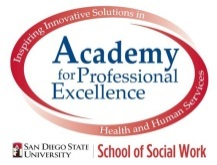 Inspiring Innovative Solutions in
Academy
for Professional
Excellence
Health and Human Services
SAN DIEGO STATE
UNIVERSITY
School of Social Work